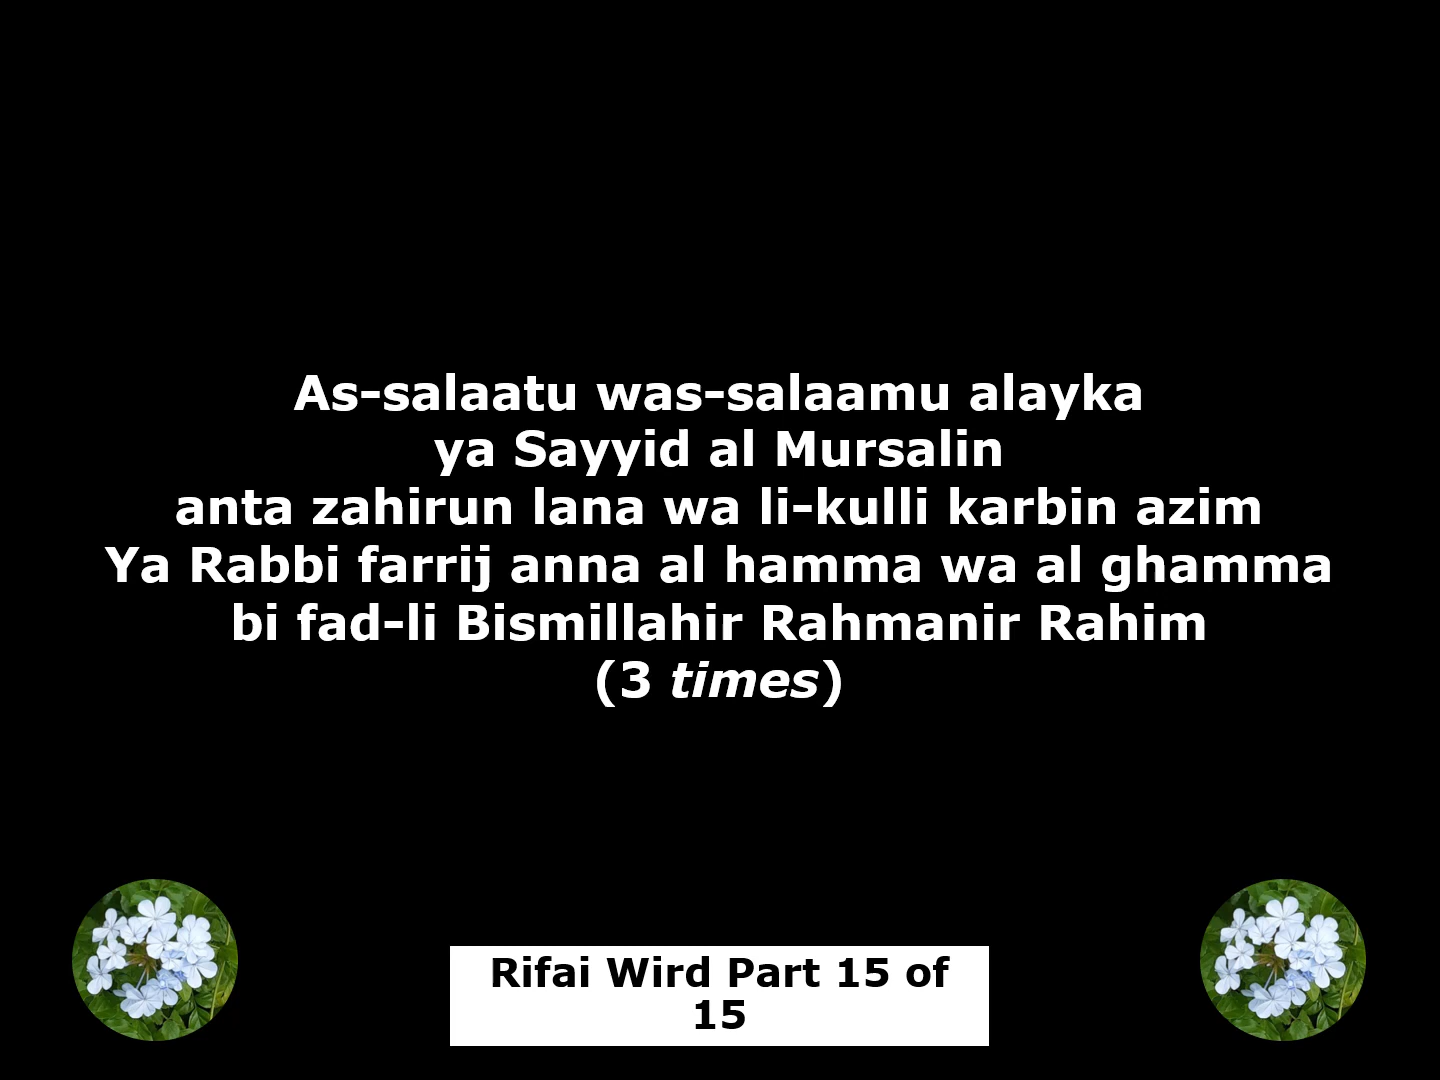 As-salaatu was-salaamu alayka
ya Sayyid al Mursalin
anta zahirun lana wa li-kulli karbin azim
Ya Rabbi farrij anna al hamma wa al ghamma
bi fad-li Bismillahir Rahmanir Rahim
(3 times)
Rifai Wird Part 15 of
15